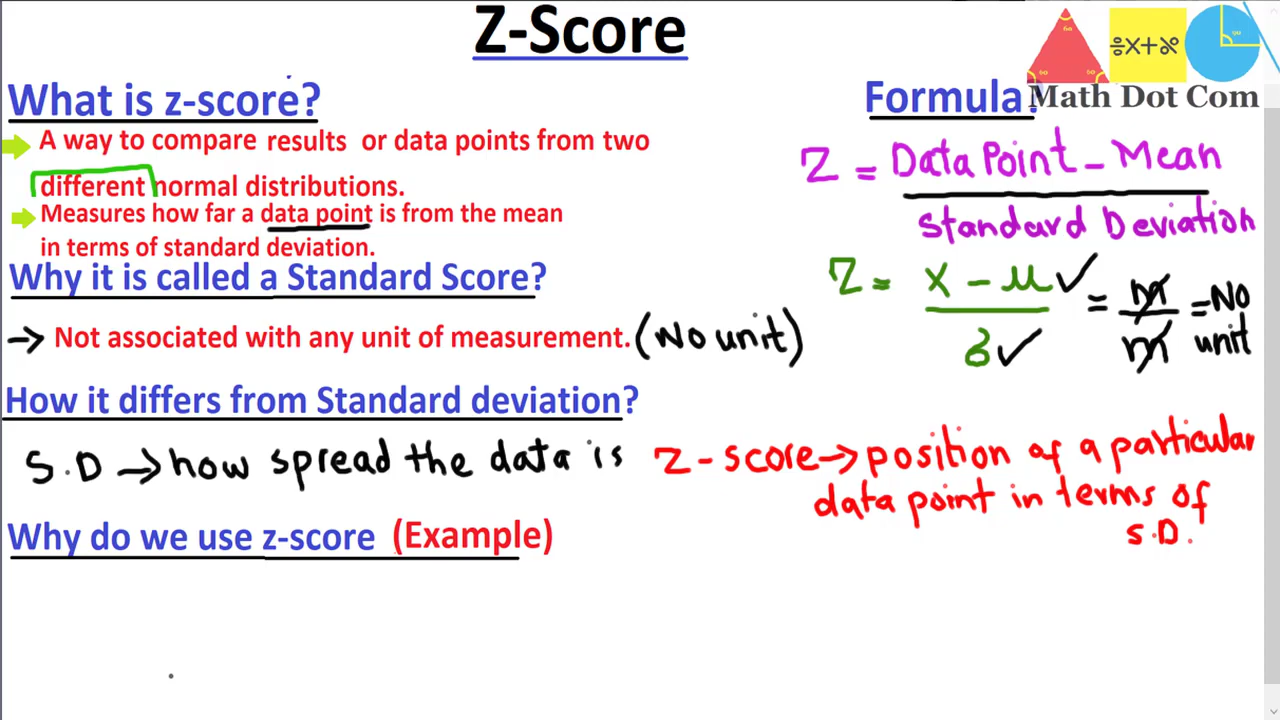 Z-Score
What is z-score?
A way to compare results or data points from two
different normal distributions.
Measures how far a data point is from the mean
in terms of standard deviation.
Why it is called a Standard Score?
→ Not associated with any unit of measurement. (No unit)
How it differs from Standard deviation?
S.D → how spread the data is
Z-score → position of a particular
data point in terms of
S.D.
Why do we use z-score (Example)
Formula?
Z = Data Point - Mean
Standard Deviation
Z = X - μ ✓ = m = No
σ ✓ m unit
÷x+
60
60 60
90
Math Dot Com